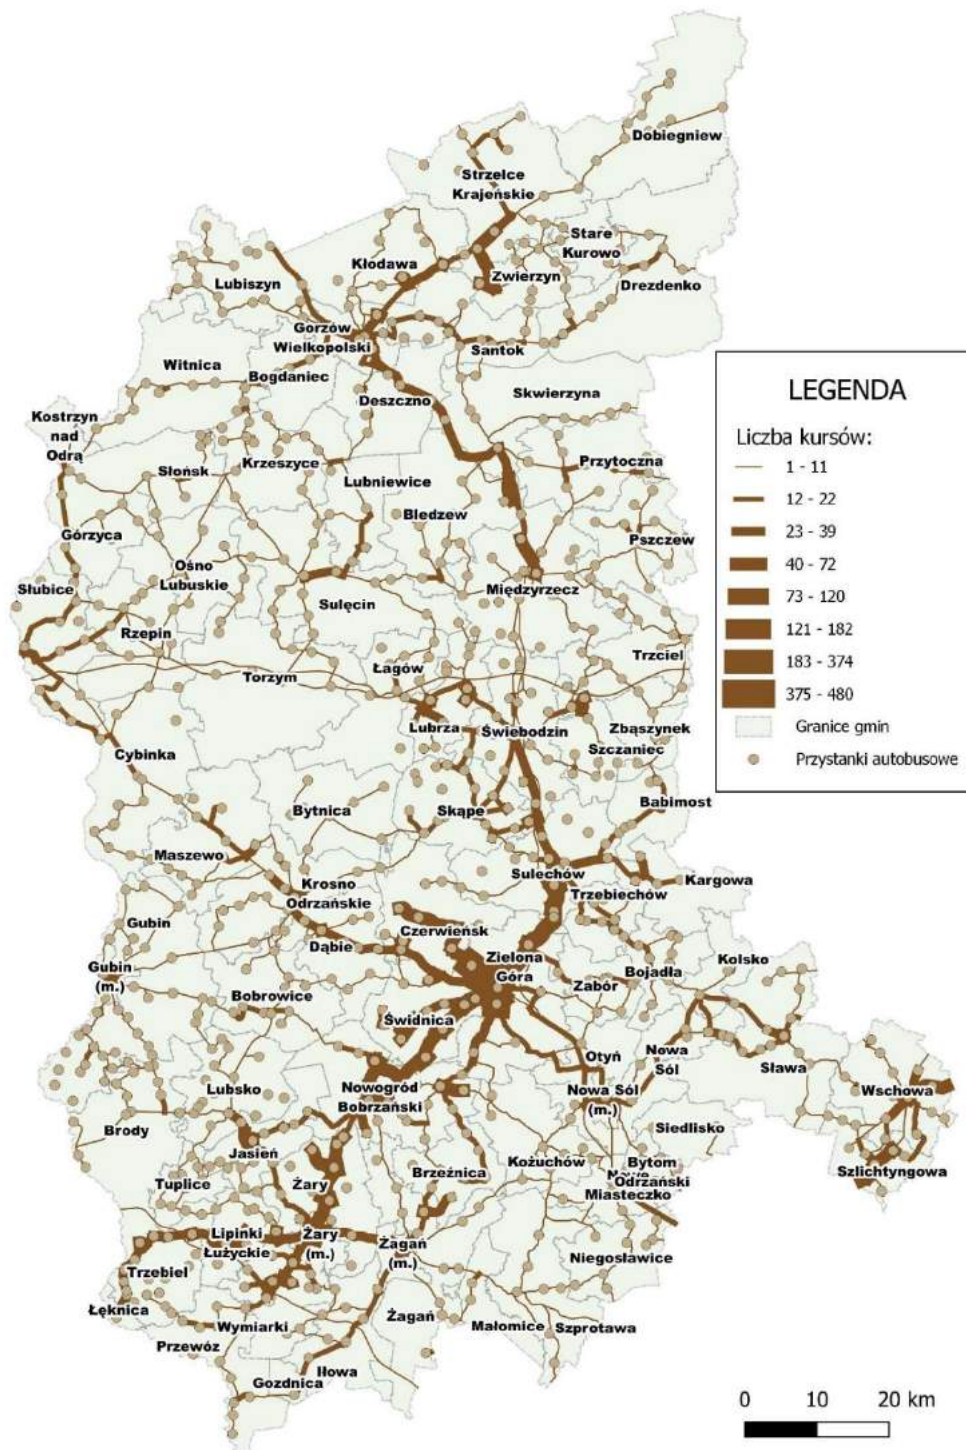 Dobiegniew
Strzelce
Krajeńskie
Stare
Kurowo
Kłodawa
Zwierzyn
Lubiszyn
Drezdenko
Gorzów
Wielkopolski
Santok
Witnica
Bogdaniec
Deszczno
Skwierzyna
Kostrzyn
nad
Odrą
Krzeszyce
Słońsk
Przytoczna
Lubniewice
Bledzew
Górzyca
Pszczew
Ośno
Lubuskie
Słubice
Międzyrzecz
Sulęcin
Rzepin
Trzciel
Łagów
Torzym
Lubrza
Świebodzin
Zbąszynek
Szczaniec
Cybinka
Babimost
Bytnica
Skąpe
Maszewo
Sulechów
Kargowa
Krosno
Odrzańskie
Trzebiechów
Gubin
Czerwieńsk
Dąbie
Zielona
Góra
Kolsko
Gubin
(m.)
Bojadła
Zabór
Bobrowice
Świdnica
Otyń
Nowa
Sól
Sława
Lubsko
Nowogród
Bobrzański
Nowa Sól
(m.)
Wschowa
Siedlisko
Brody
Jasień
Kożuchów
Bytom
Odrzański
Szlichtyngowa
Brzeźnica
Tuplice
Żary
Miasteczko
Lipinki
Łużyckie
Żary
(m.)
Żagań
(m.)
Niegosławice
Trzebiel
Łęknica
Żagań
Małomice
Szprotawa
Wymiarki
Przewóz
Iłowa
Gozdnica
LEGENDA
Liczba kursów:
1 - 11
12 - 22
23 - 39
40 - 72
73 - 120
121 - 182
183 - 374
375 - 480
Granice gmin
Przystanki autobusowe
0 10 20 km